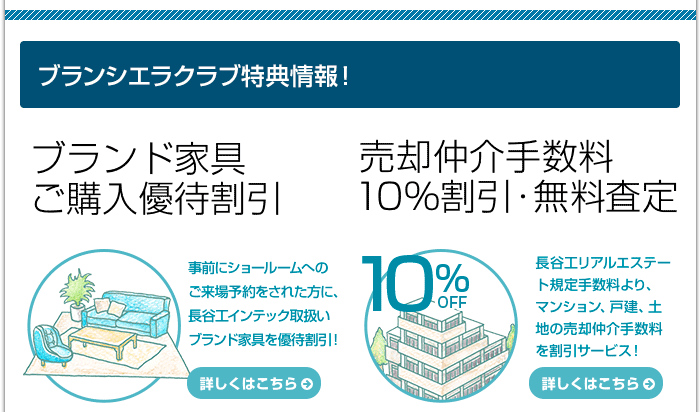 ブランシエラクラブ特典情報！
ブランド家具
ご購入優待割引
事前にショールームへの
ご来場予約をされた方に、
長谷工インテック取扱い
ブランド家具を優待割引！
詳しくはこちら
売却仲介手数料
10％割引・無料査定
10%
OFF
長谷工リアルエステー
ト規定手数料より、
マンション、戸建、土
地の売却仲介手数料
を割引サービス！
詳しくはこちら